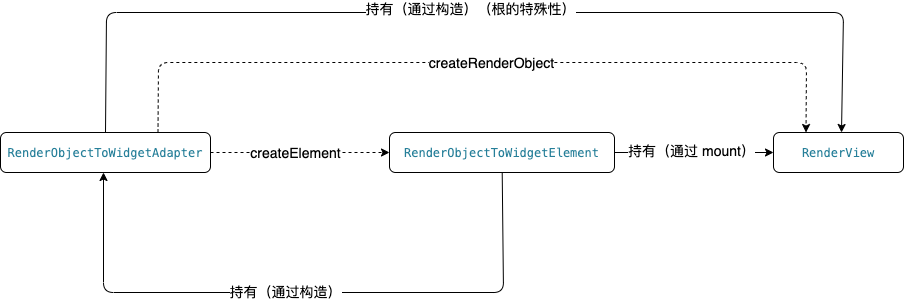 持有（通过构造）（根的特殊性）
createRenderObject
RenderObjectToWidgetAdapter
createElement
RenderObjectToWidgetElement
持有（通过 mount）
RenderView
持有（通过构造）